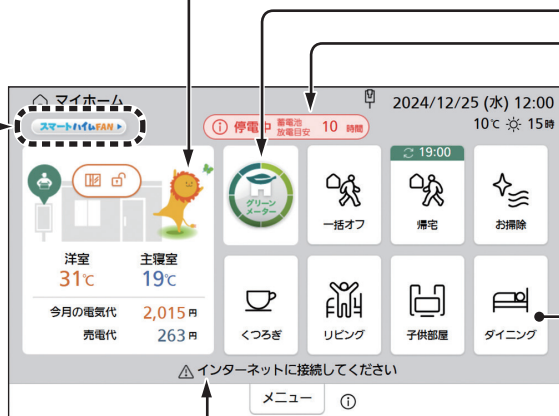 マイホーム
2024/12/25 (水) 12:00
スマートハイムFAN
停電中 蓄電池放電目安 10 時間
10℃ 15時
グリーンメーター
一括オフ
19:00
帰宅
お掃除
洋室 主寝室
31℃ 19℃
今月の電気代 2,015円
売電代 263円
くつろぎ
リビング
子供部屋
ダイニング
インターネットに接続してください
メニュー